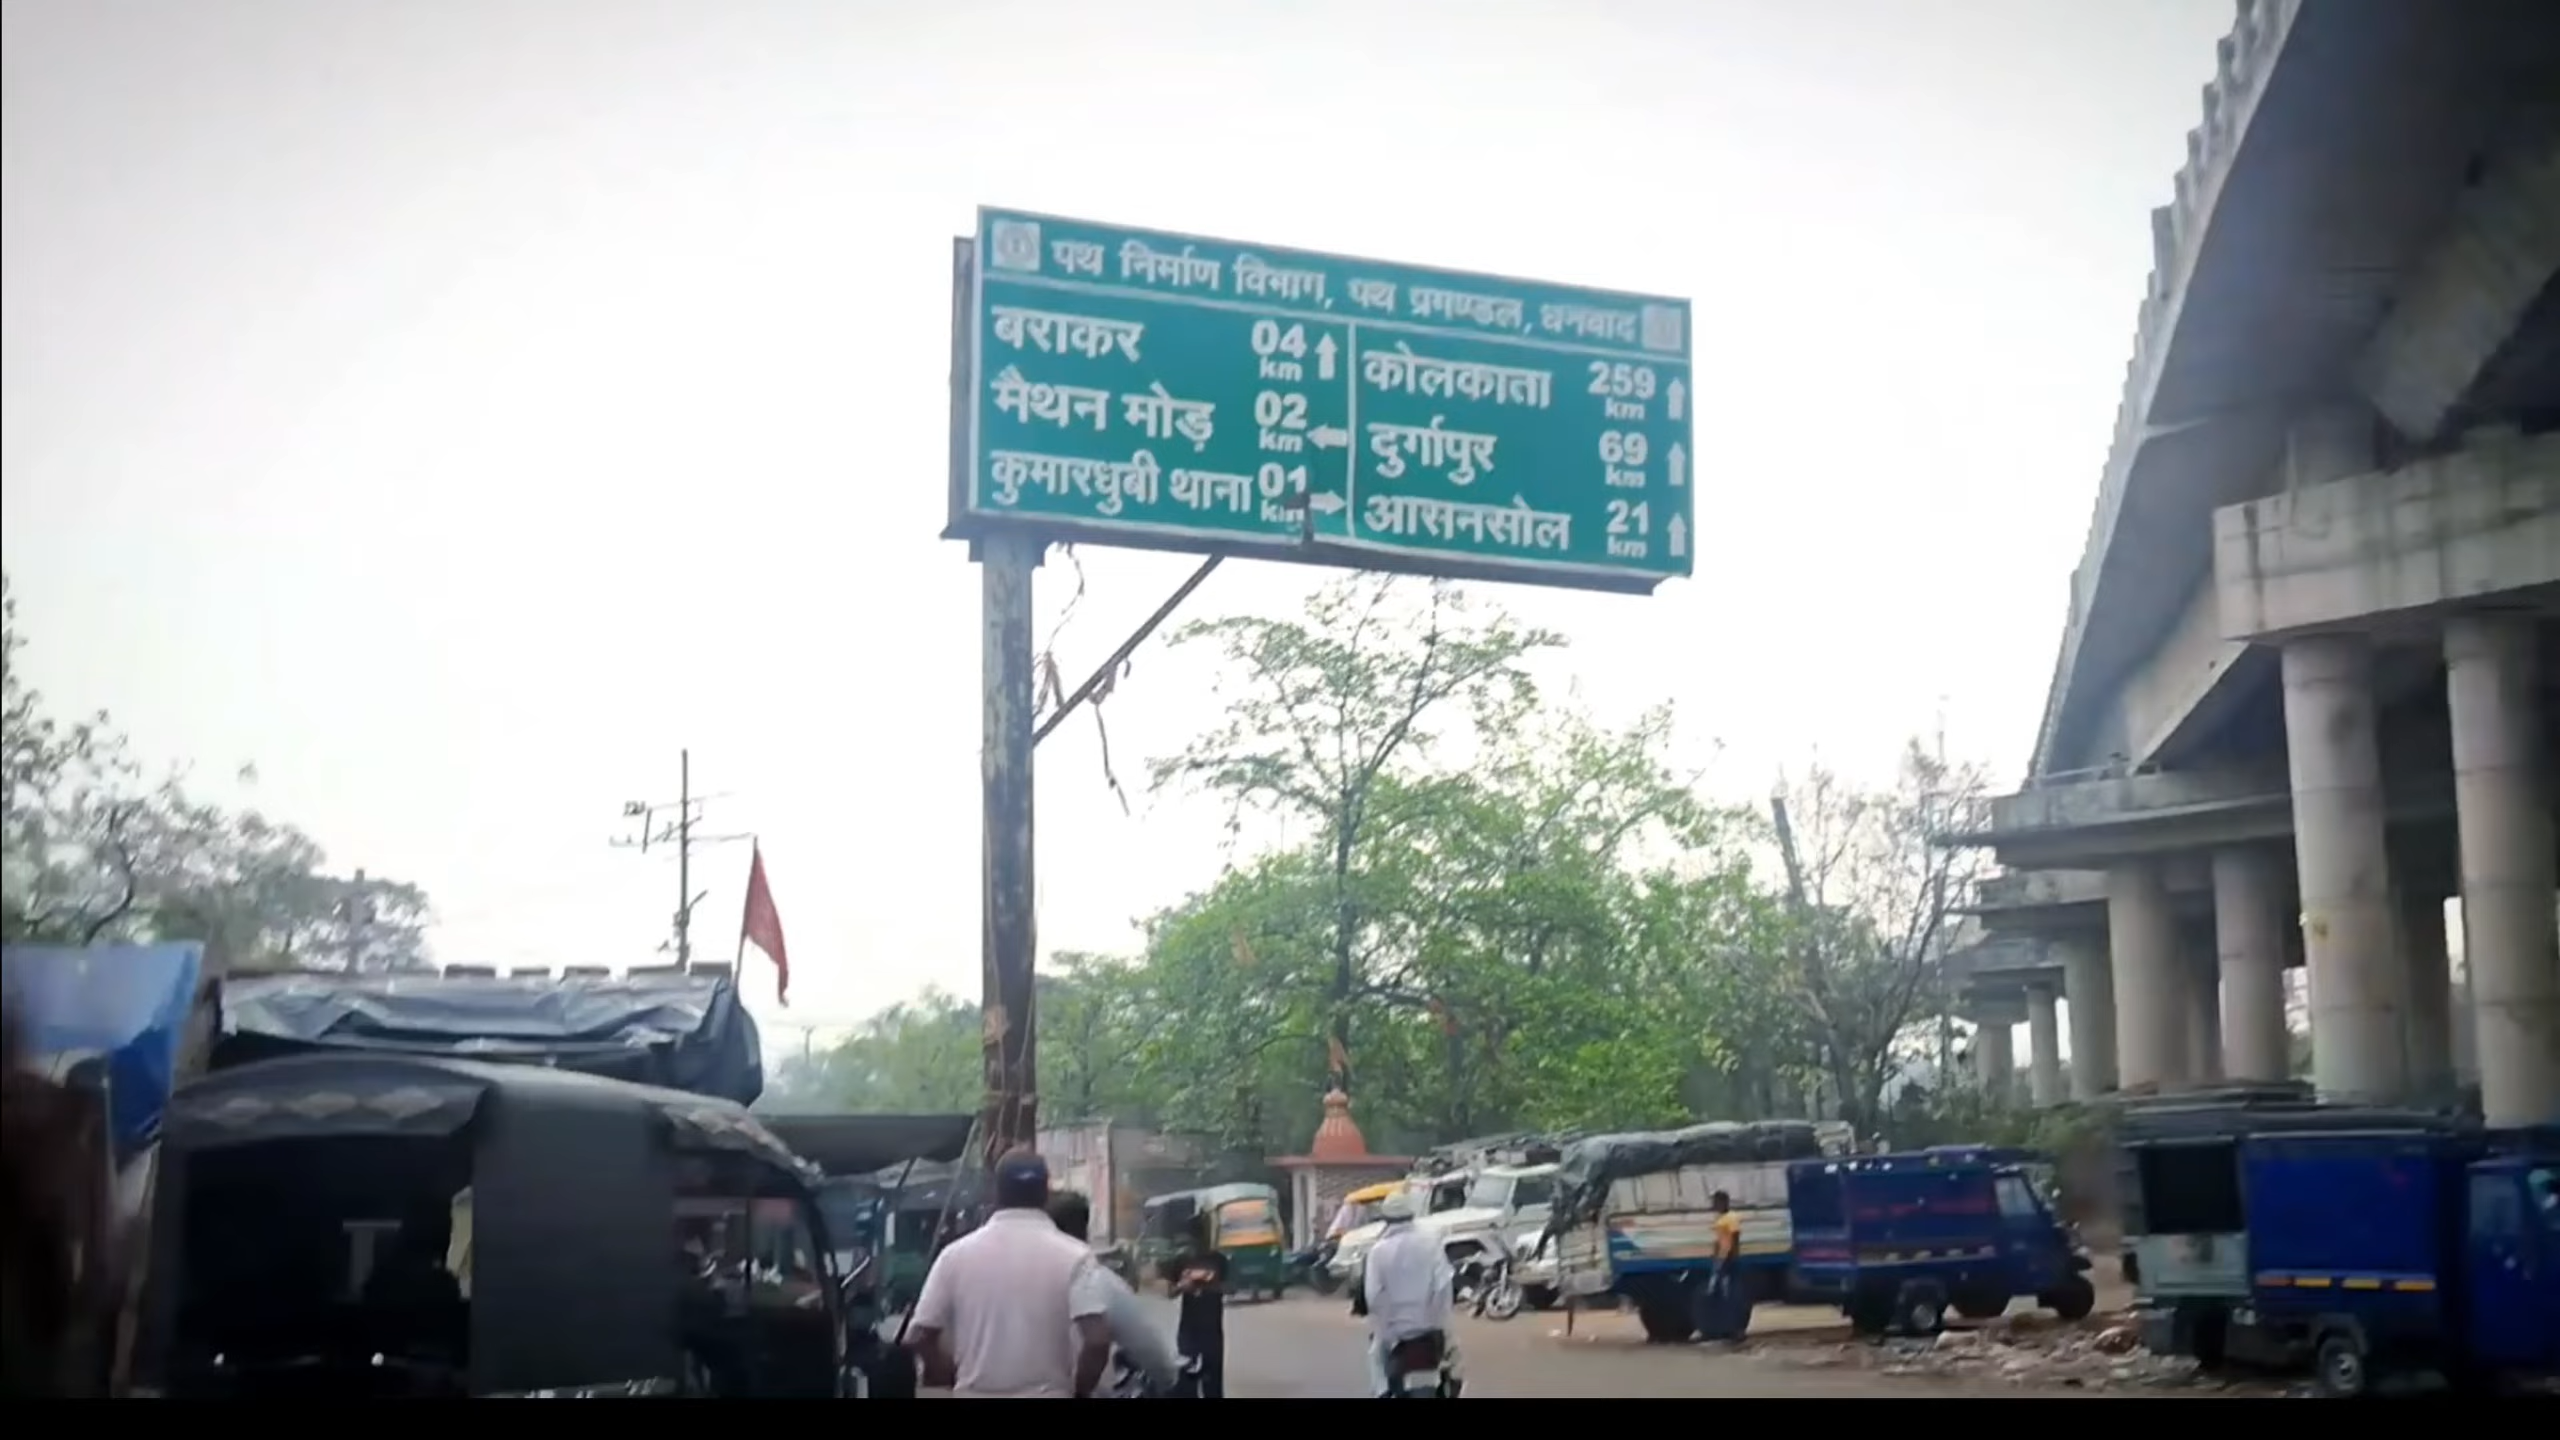 पथ निर्माण विभाग, पथ प्रमण्डल, धनबाद
बराकर 04 km ↑
मैथन मोड़ 02 km ←
कुमारधुबी थाना 01 km →
कोलकाता 259 km ↑
दुर्गापुर 69 km ↑
आसनसोल 21 km ↑